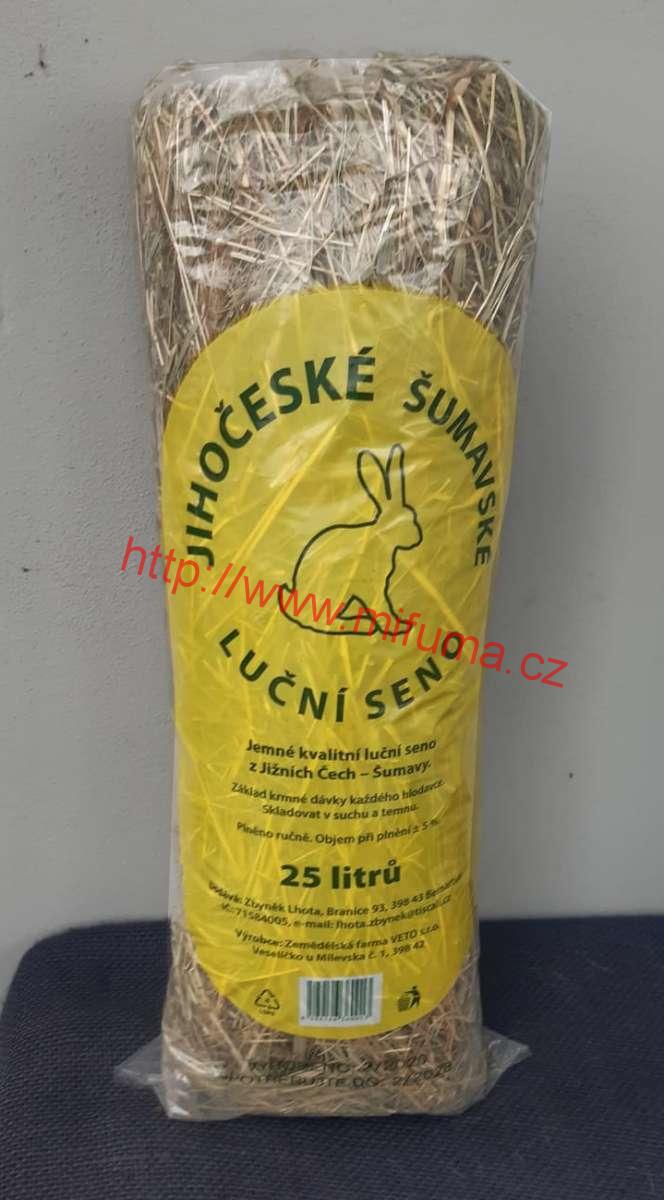 JIHOČESKÉ ŠUMAVSKÉ
http://www.mifuma.cz
LUČNÍ SENO
Jemné kvalitní luční seno
z Jižních Čech – Šumavy.
Základ krmné dávky každého hlodavce.
Skladovat v suchu a temnu.
Plněno ručně. Objem při plnění ± 5 %.
25 litrů
Dodává: Zbyněk Lhota, Branice 93, 398 43
IČ: 71584005, e-mail: lhota.zbynek@tiscali.cz
Výrobce: Zemědělská farma VETO s.r.o.
Veselíčko u Milevska č. 1, 398 42
SPOTŘEBUJTE DO: